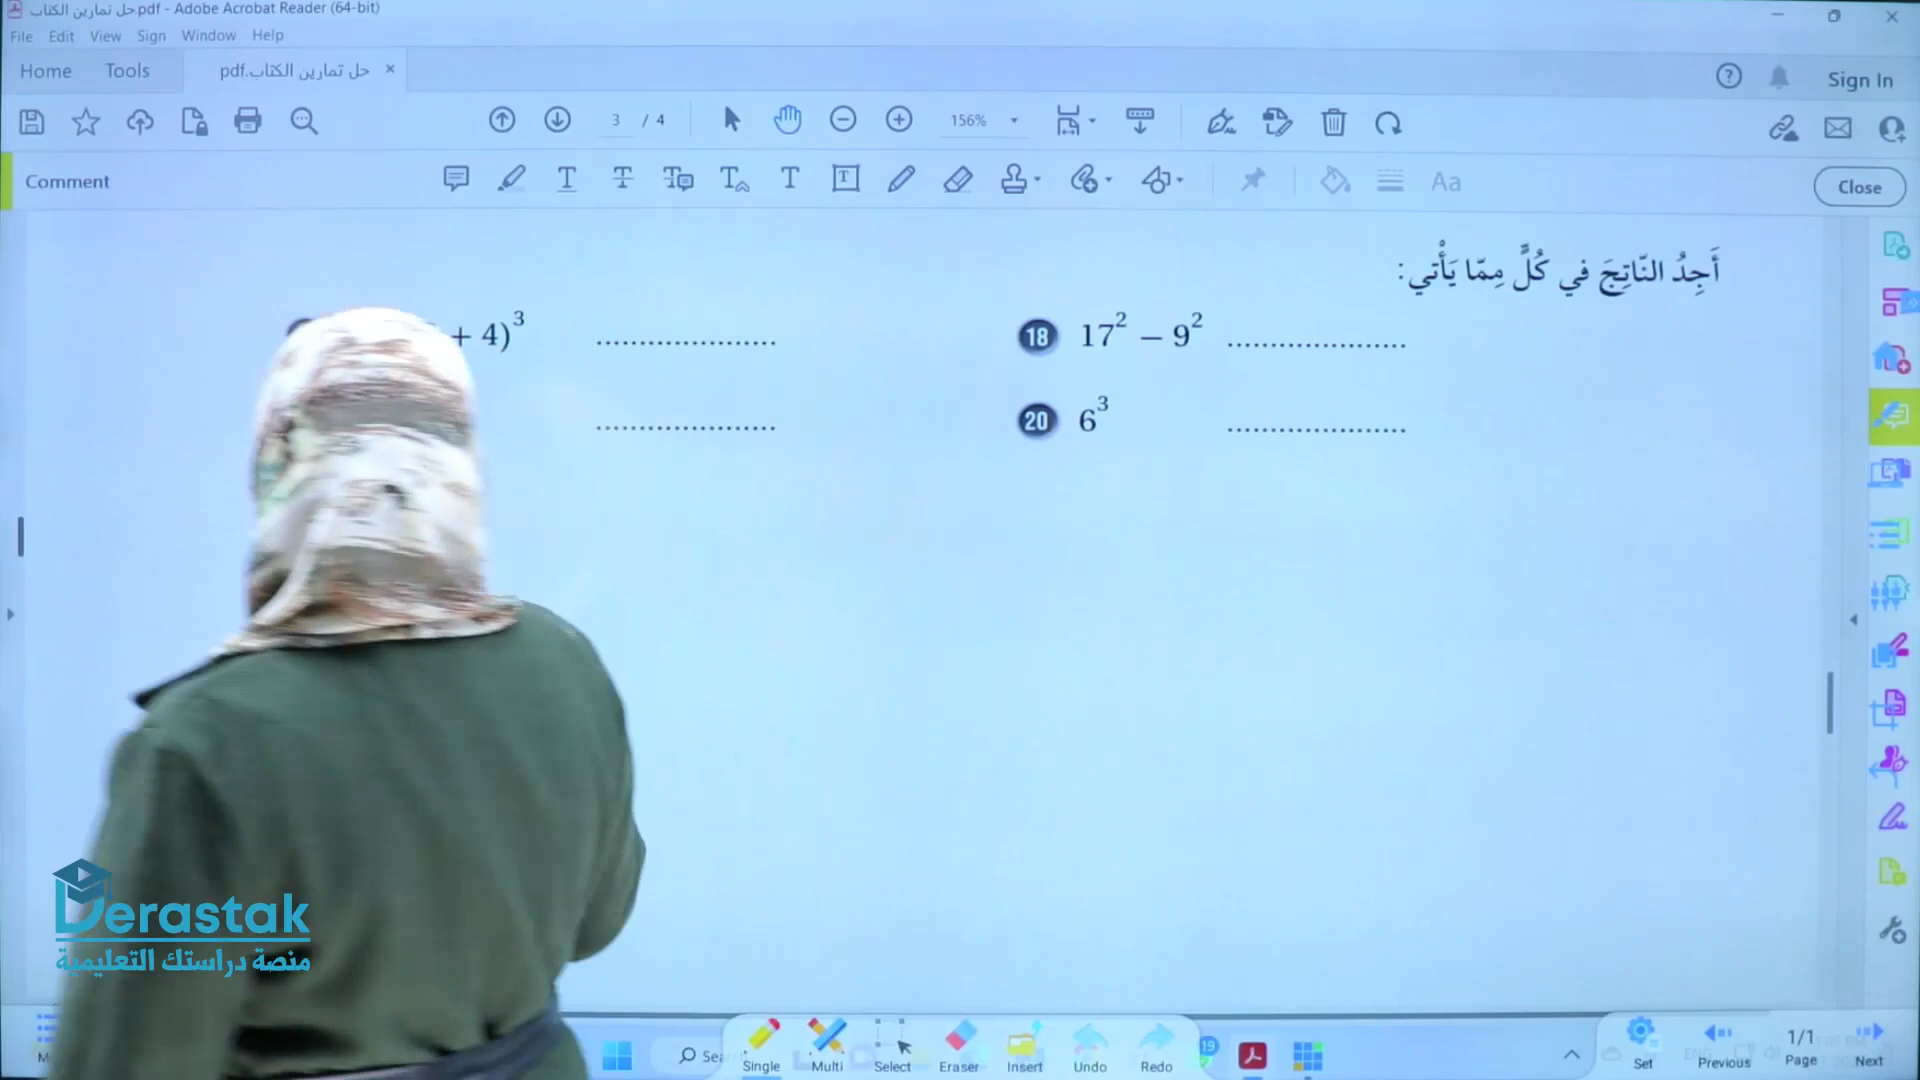 حل تمارين الكتاب.pdf - Adobe Acrobat Reader (64-bit)
File Edit View Sign Window Help
Home Tools حل تمارين الكتاب.pdf ×
Sign In
3 / 4 156%
Comment Aa Close
أَجِدُ النّاتِجَ في كُلٍّ مِمّا يَأْتي:
+ 4)³ ....................
18 17² – 9² ....................
....................
20 6³ ....................
Derastak
منصة دراستك التعليمية
Single Multi Select Eraser Insert Undo Redo
19
Set Previous 1/1 Page Next